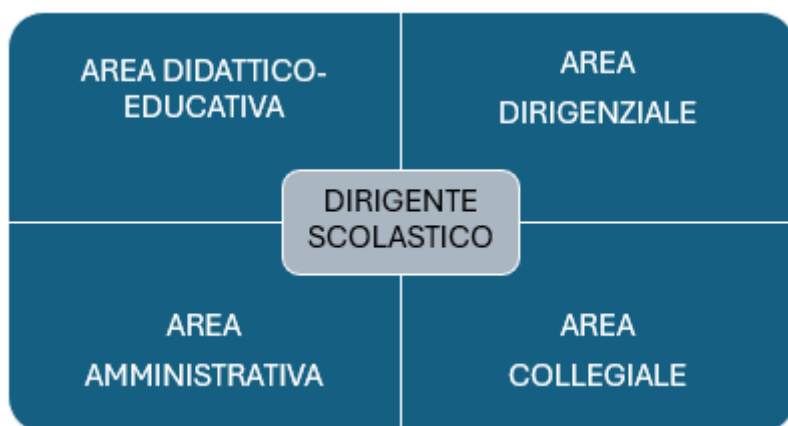 AREA DIDATTICO-
EDUCATIVA
AREA
DIRIGENZIALE
DIRIGENTE
SCOLASTICO
AREA
AMMINISTRATIVA
AREA
COLLEGIALE